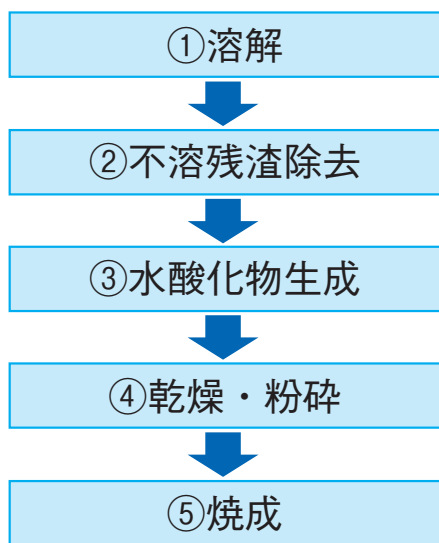 ①溶解
②不溶残渣除去
③水酸化物生成
④乾燥・粉砕
⑤焼成